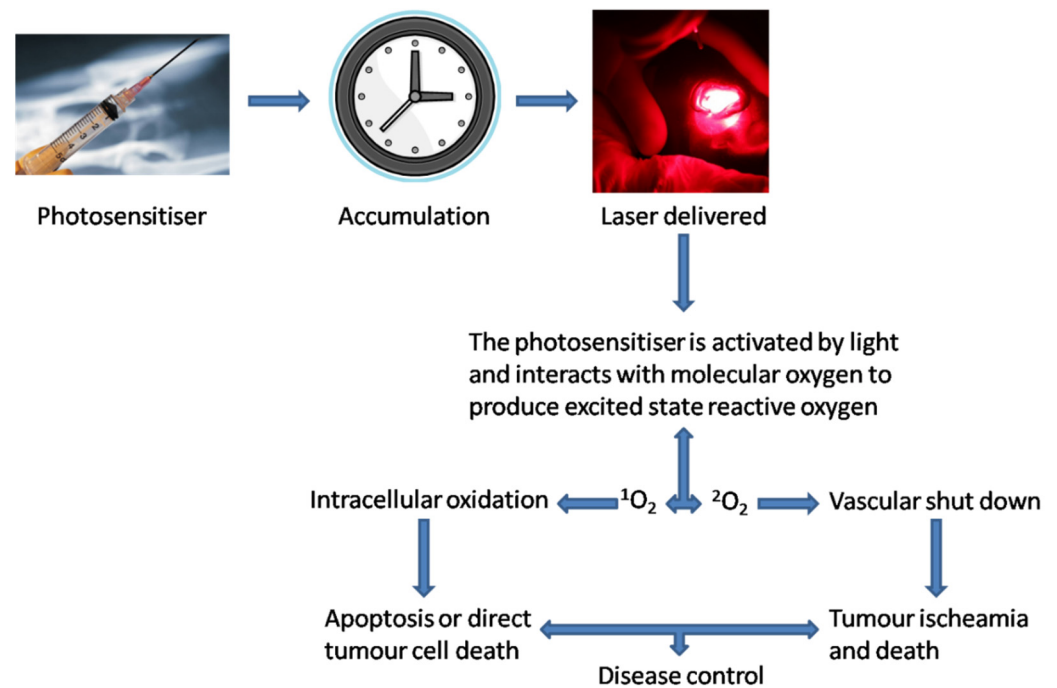 Photosensitiser
Accumulation
Laser delivered
The photosensitiser is activated by light
and interacts with molecular oxygen to
produce excited state reactive oxygen
Intracellular oxidation
¹O₂
²O₂
Vascular shut down
Apoptosis or direct
tumour cell death
Tumour ischeamia
and death
Disease control